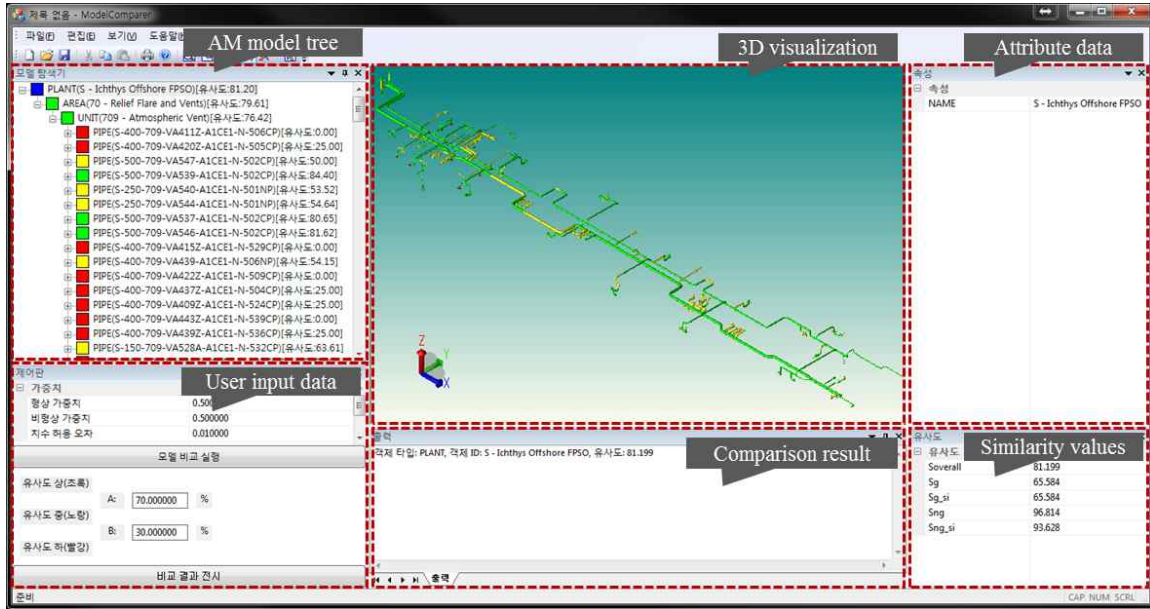 제목 없음 - ModelComparer
파일(F) 편집(E) 보기(V) 도움말
AM model tree
3D visualization
Attribute data
모델 탐색기
PLANT(S - Ichthys Offshore FPSO)[유사도:81.20]
AREA(70 - Relief Flare and Vents)[유사도:79.61]
UNIT(709 - Atmospheric Vent)[유사도:76.42]
PIPE(S-400-709-VA411Z-A1CE1-N-506CP)[유사도:0.00]
PIPE(S-400-709-VA420Z-A1CE1-N-505CP)[유사도:25.00]
PIPE(S-500-709-VA547-A1CE1-N-502CP)[유사도:50.00]
PIPE(S-500-709-VA539-A1CE1-N-502CP)[유사도:84.40]
PIPE(S-250-709-VA540-A1CE1-N-501NP)[유사도:53.52]
PIPE(S-250-709-VA544-A1CE1-N-501NP)[유사도:54.64]
PIPE(S-500-709-VA537-A1CE1-N-502CP)[유사도:80.65]
PIPE(S-500-709-VA546-A1CE1-N-502CP)[유사도:81.62]
PIPE(S-400-709-VA415Z-A1CE1-N-529CP)[유사도:0.00]
PIPE(S-400-709-VA439-A1CE1-N-506NP)[유사도:54.15]
PIPE(S-400-709-VA422Z-A1CE1-N-509CP)[유사도:0.00]
PIPE(S-400-709-VA437Z-A1CE1-N-504CP)[유사도:25.00]
PIPE(S-400-709-VA409Z-A1CE1-N-524CP)[유사도:25.00]
PIPE(S-400-709-VA443Z-A1CE1-N-539CP)[유사도:0.00]
PIPE(S-400-709-VA439Z-A1CE1-N-536CP)[유사도:25.00]
PIPE(S-150-709-VA528A-A1CE1-N-532CP)[유사도:63.61]
Z
Y
X
속성
속성
NAME S - Ichthys Offshore FPSO
제어판
User input data
가중치
형상 가중치 0.500
비형상 가중치 0.500000
지수 허용 오차 0.010000
모델 비교 실행
유사도 상(초록)
A: 70.000000 %
유사도 중(노랑)
B: 30.000000 %
유사도 하(빨강)
비교 결과 전시
출력
객체 타입: PLANT, 객체 ID: S - Ichthys Offshore FPSO, 유사도: 81.199
Comparison result
출력
유사도
Similarity values
유사도
Soverall 81.199
Sg 65.584
Sg_si 65.584
Sng 96.814
Sng_si 93.628
준비
CAP NUM SCRL